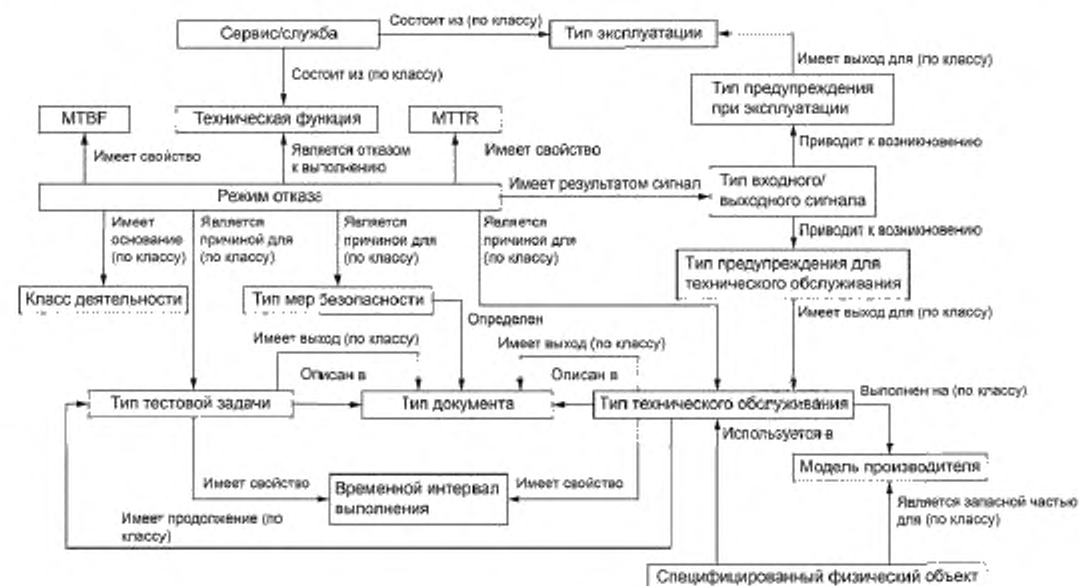 Состоит из (по классу)
Сервис/служба
Тип эксплуатации
Имеет выход для (по классу)
Состоит из (по классу)
Тип предупреждения
при эксплуатации
MTBF
Техническая функция
MTTR
Приводит к возникновению
Имеет свойство
Является отказом
к выполнению
Имеет свойство
Имеет результатом сигнал
Тип входного/
выходного сигнала
Режим отказа
Имеет
основание
(по классу)
Является
причиной для
(по классу)
Является
причиной для
(по классу)
Является
причиной для
(по классу)
Приводит к возникновению
Тип предупреждения для
технического обслуживания
Класс деятельности
Тип мер безопасности
Имеет выход для (по классу)
Определен
Имеет выход (по классу)
Имеет выход (по классу)
Описан в
Описан в
Тип тестовой задачи
Тип документа
Тип технического обслуживания
Выполнен на (по классу)
Используется в
Модель производителя
Имеет свойство
Временной интервал
выполнения
Имеет свойство
Является запасной частью
для (по классу)
Имеет продолжение (по
классу)
Специфицированный физический объект